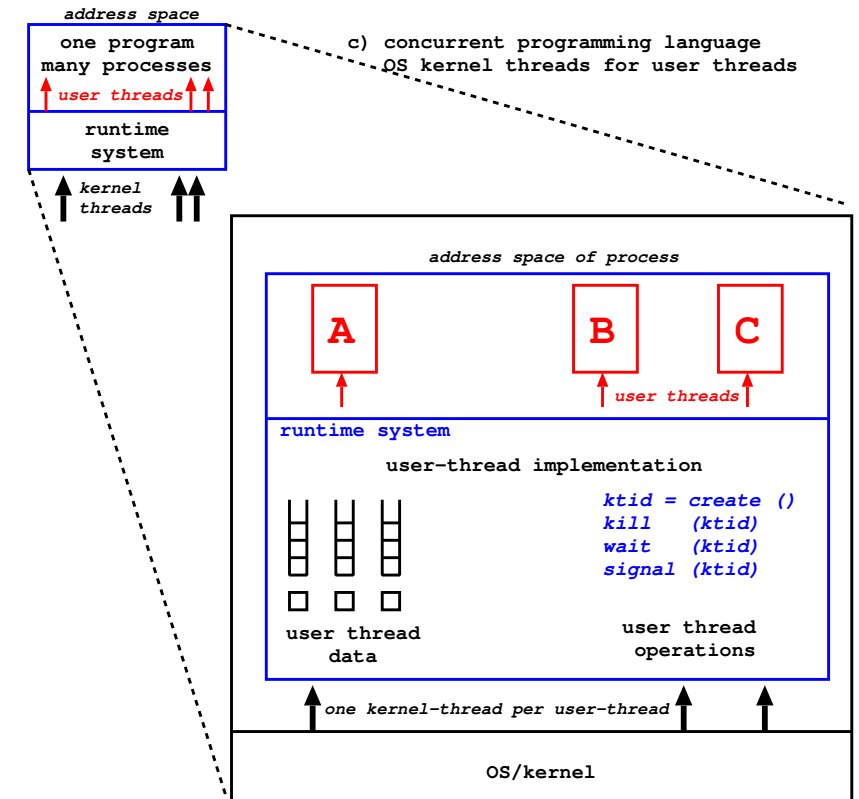 address space
one program
many processes
user threads
runtime
system
kernel
threads
c) concurrent programming language
OS kernel threads for user threads
address space of process
A
B
C
user threads
runtime system
user-thread implementation
ktid = create ()
kill (ktid)
wait (ktid)
signal (ktid)
user thread
data
user thread
operations
one kernel-thread per user-thread
OS/kernel